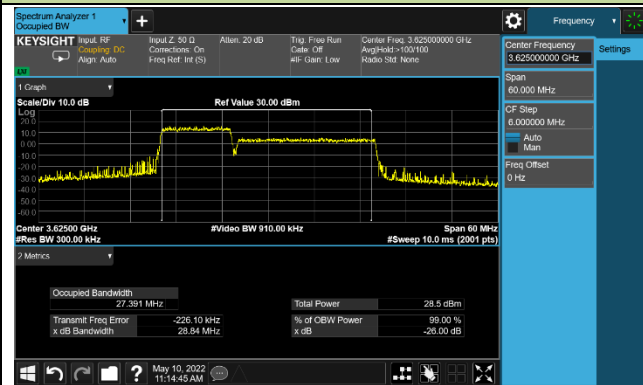 Spectrum Analyzer 1
Occupied BW
Frequency
KEYSIGHT
Input: RF
Coupling: DC
Align: Auto
Input Z: 50 Ω
Corrections: On
Freq Ref: Int (S)
Atten: 20 dB
Trig: Free Run
Gate: Off
#IF Gain: Low
Center Freq: 3.625000000 GHz
Avg|Hold:>100/100
Radio Std: None
LM
Center Frequency
3.625000000 GHz
Settings
Span
60.000 MHz
CF Step
6.000000 MHz
Auto
Man
Freq Offset
0 Hz
1 Graph
Scale/Div 10.0 dB
Ref Value 30.00 dBm
Log
20.0
10.0
0.00
-10.0
-20.0
-30.0
-40.0
-50.0
-60.0
Center 3.62500 GHz
#Video BW 910.00 kHz
Span 60 MHz
#Res BW 300.00 kHz
#Sweep 10.0 ms (2001 pts)
2 Metrics
Occupied Bandwidth
27.391 MHz
Total Power 28.5 dBm
Transmit Freq Error -226.10 kHz
% of OBW Power 99.00 %
x dB Bandwidth 28.84 MHz
x dB -26.00 dB
May 10, 2022
11:14:45 AM